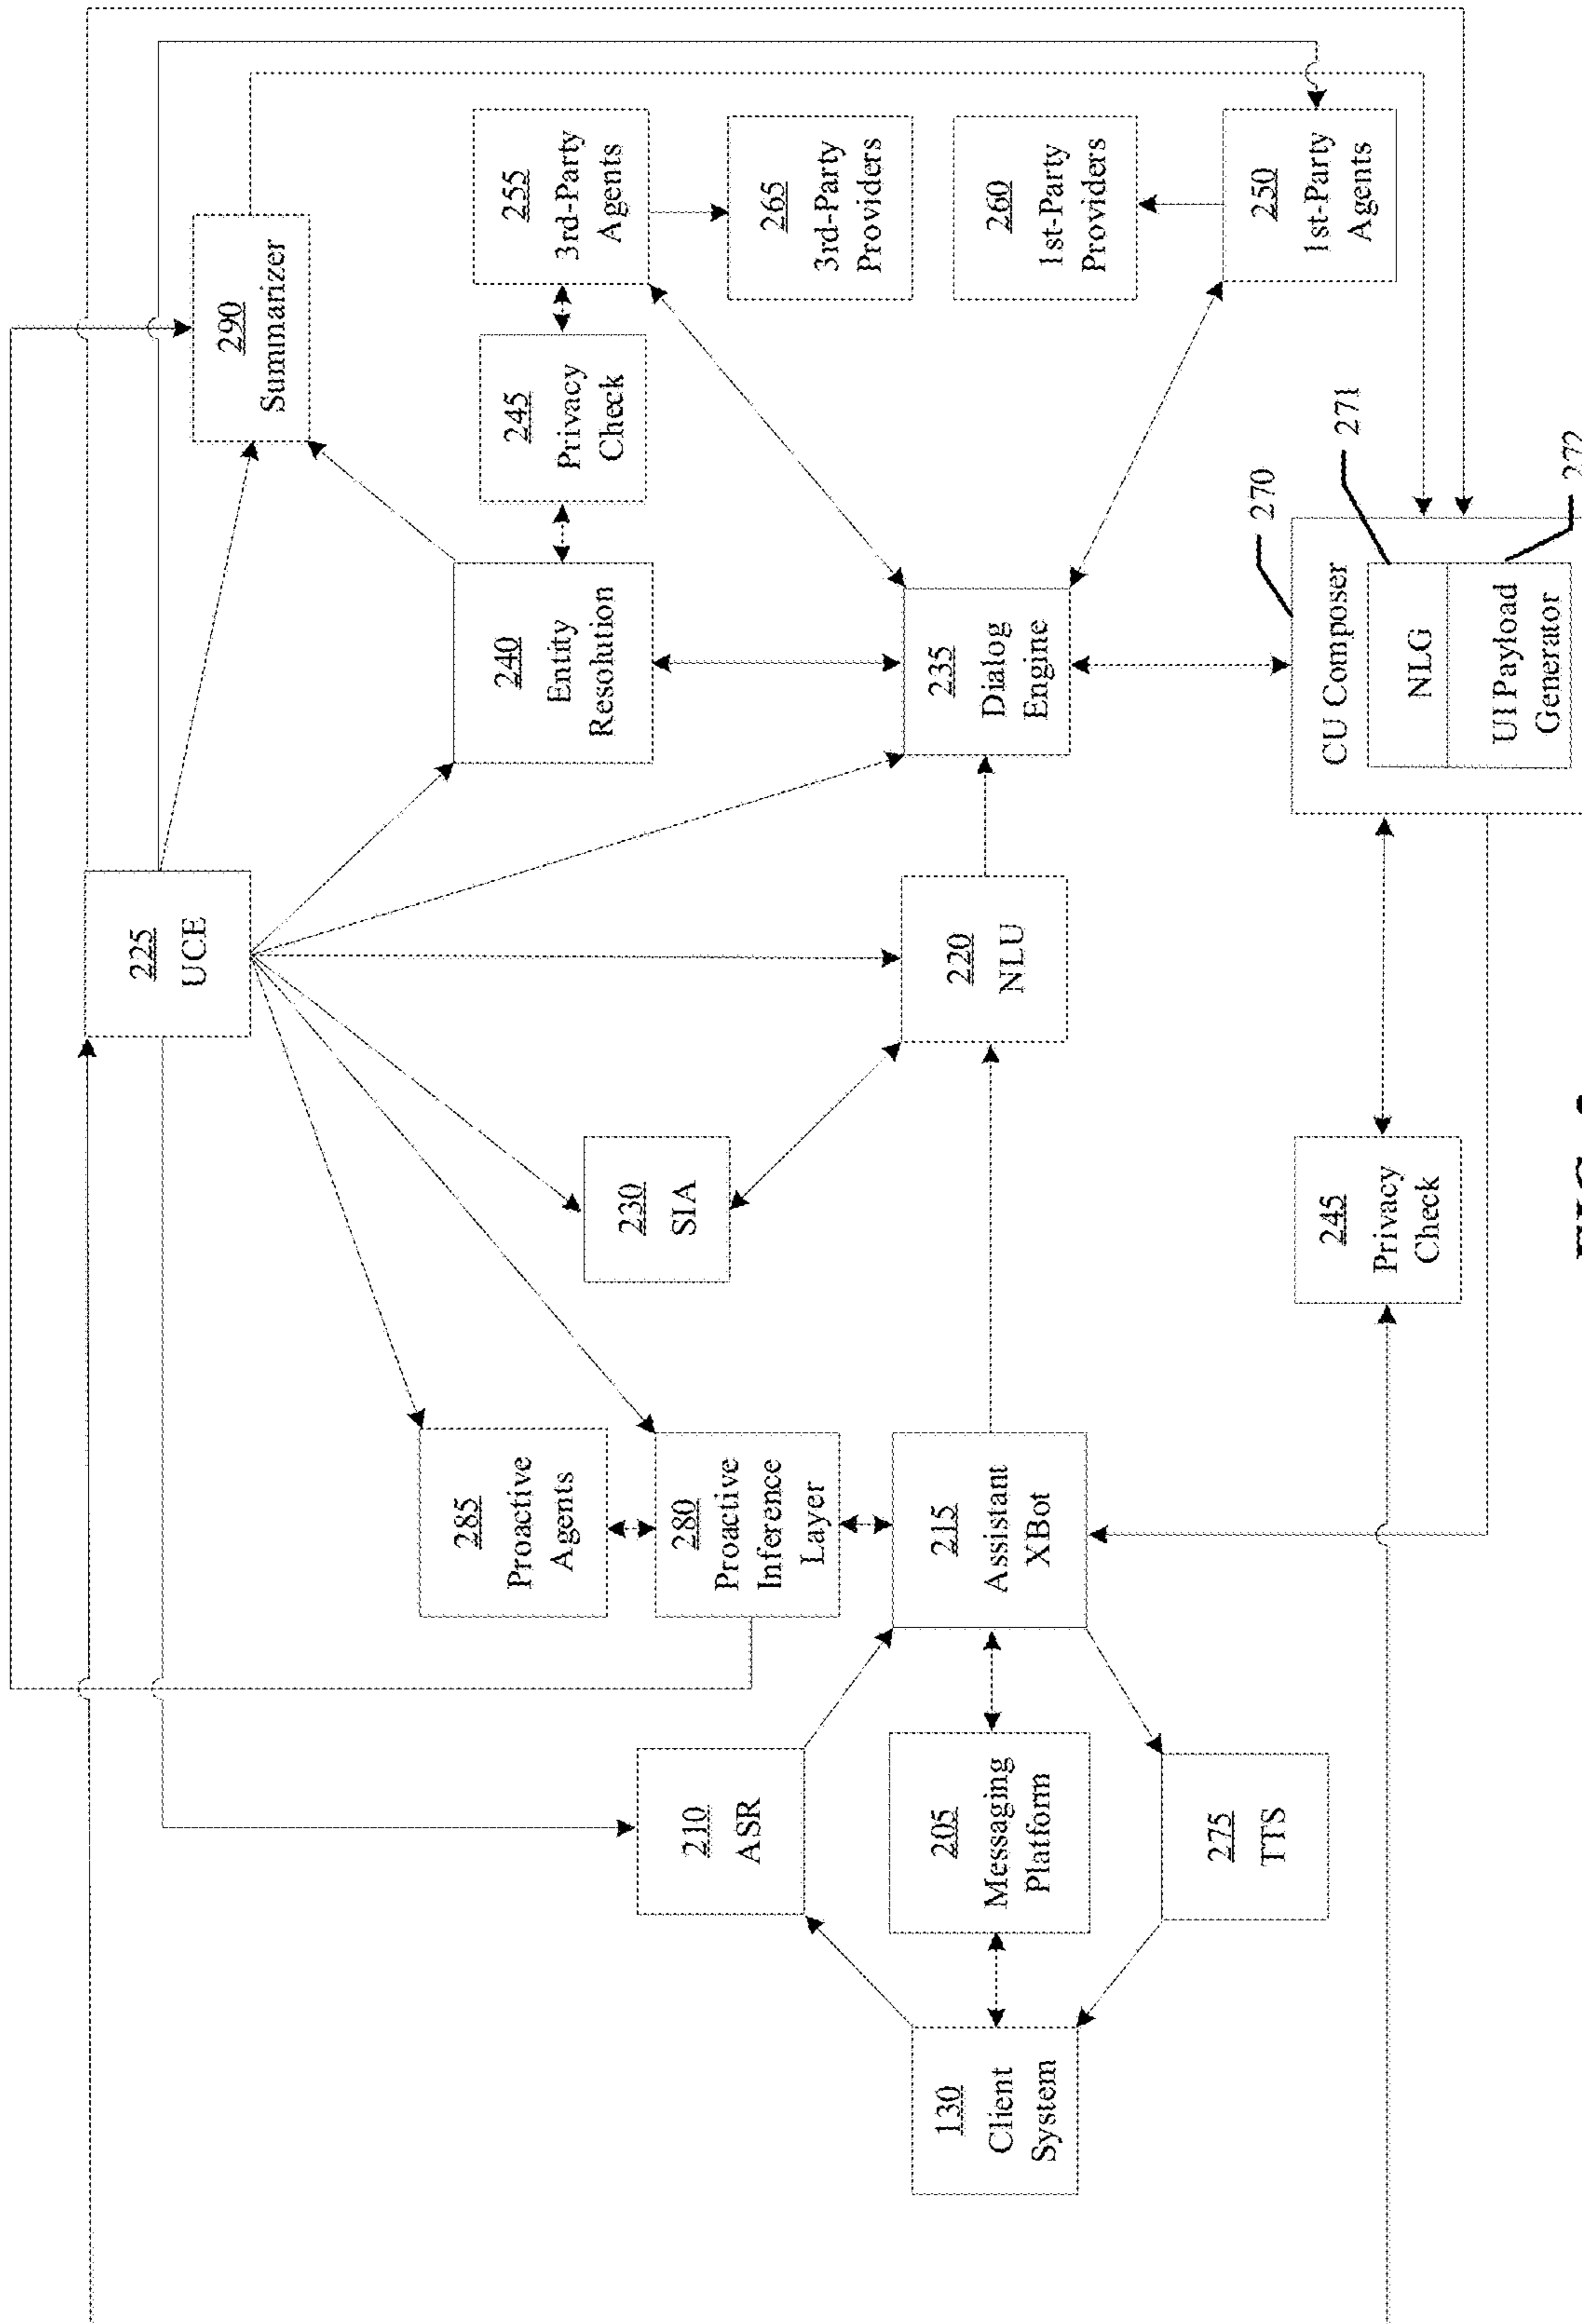 225
UCE
290
Summarizer
285
Proactive
Agents
230
SIA
240
Entity
Resolution
245
Privacy
Check
255
3rd-Party
Agents
210
ASR
280
Proactive
Inference
Layer
265
3rd-Party
Providers
130
Client
System
205
Messaging
Platform
215
Assistant
XBot
220
NLU
235
Dialog
Engine
260
1st-Party
Providers
275
TTS
250
1st-Party
Agents
245
Privacy
Check
270
CU Composer
271
NLG
UI Payload
Generator
272